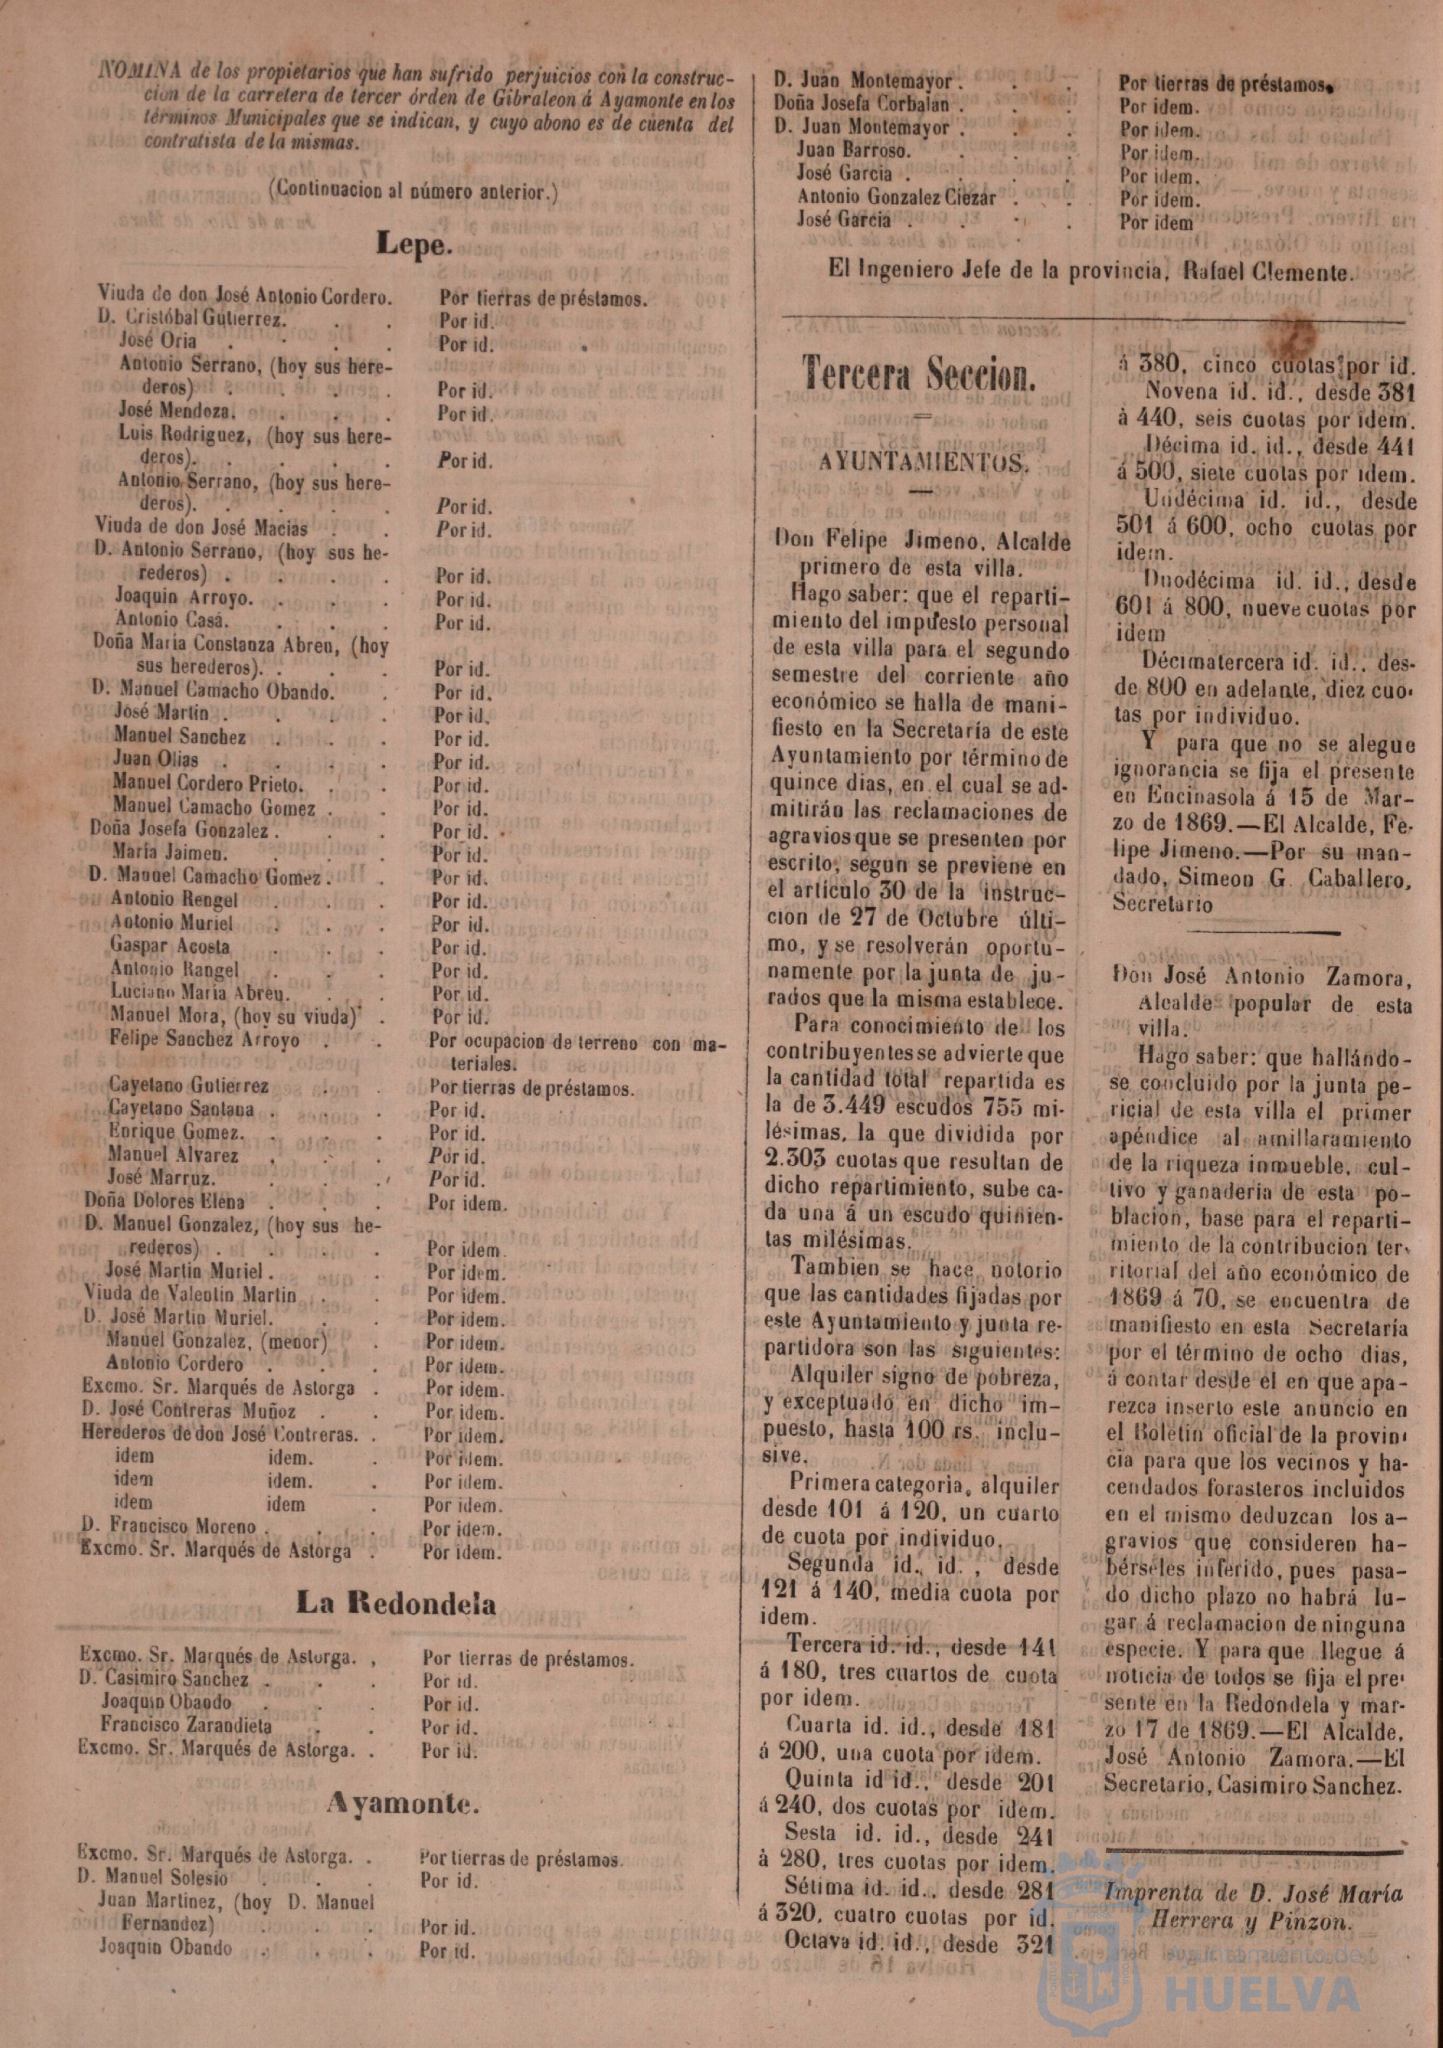 NOMINA de los propietarios que han sufrido perjuicios con la construc-
cion de la carretera de tercer órden de Gibraleon á Ayamonte en los
términos Municipales que se indican, y cuyo abono es de cuenta del
contratista de la mismas.
(Continuacion al número anterior.)
Lepe.
Viuda de don José Antonio Cordero. Por tierras de préstamos.
D. Cristóbal Gutierrez. . . Por id.
José Oria . . . . Por id.
Antonio Serrano, (hoy sus here-
deros) . . . . Por id.
José Mendoza. . . . Por id.
Luis Rodriguez, (hoy sus here-
deros). . . . . Por id.
Antonio Serrano, (hoy sus here-
deros). . . . . Por id.
Viuda de don José Macias . . Por id.
D. Antonio Serrano, (hoy sus he-
rederos) . . . . Por id.
Joaquin Arroyo. . . . Por id.
Antonio Casá. . . . Por id.
Doña Maria Constanza Abreu, (hoy
sus herederos). . . . Por id.
D. Manuel Camacho Obando. . Por id.
José Martin . . . . Por id.
Manuel Sanchez . . . Por id.
Juan Olias . . . . Por id.
Manuel Cordero Prieto. . . Por id.
Manuel Camacho Gomez . . Por id.
Doña Josefa Gonzalez . . . Por id.
María Jaimen. . . . Por id.
D. Manuel Camacho Gomez . . Por id.
Antonio Rengel . . . Por id.
Antonio Muriel . . . Por id.
Gaspar Acosta . . . Por id.
Antonio Rangel . . . Por id.
Luciano Maria Abreu. . . Por id.
Manuel Mora, (hoy su viuda) . Por id.
Felipe Sanchez Arroyo . . Por ocupacion de terreno con ma-
teriales.
Cayetano Gutierrez . . Por tierras de préstamos.
Cayetano Santana . . . Por id.
Enrique Gomez. . . . Por id.
Manuel Alvarez . . . Por id.
José Marruz. . . . Por id.
Doña Dolores Elena . . . Por idem.
D. Manuel Gonzalez, (hoy sus he-
rederos) . . . . Por idem.
José Martin Muriel . . . Por idem.
Viuda de Valentin Martin . . Por idem.
D. José Martin Muriel. . . Por idem.
Manuel Gonzalez, (menor) . Por idem.
Antonio Cordero . . . Por idem.
Excmo. Sr. Marqués de Astorga . Por idem.
D. José Contreras Muñoz . . Por idem.
Herederos de don José Contreras. . Por idem.
idem idem. . Por idem.
idem idem. . Por idem.
idem idem . Por idem.
D. Francisco Moreno . . . Por idem.
Excmo. Sr. Marqués de Astorga . Por idem.
La Redondela
Excmo. Sr. Marqués de Astorga. , Por tierras de préstamos.
D. Casimiro Sanchez . . . Por id.
Joaquin Obando . . . Por id.
Francisco Zarandieta . . Por id.
Excmo. Sr. Marqués de Astorga. . Por id.
Ayamonte.
Excmo. Sr. Marqués de Astorga. . Por tierras de préstamos.
D. Manuel Solesio . . . Por id.
Juan Martinez, (hoy D. Manuel
Fernandez) . . . Por id.
Joaquin Obando . . . Por id.
D. Juan Montemayor . . . Por tierras de préstamos.
Doña Josefa Corbalan . . . Por idem.
D. Juan Montemayor . . . Por idem.
Juan Barroso. . . . Por idem.
José Garcia . . . . Por idem.
Antonio Gonzalez Ciezar . . Por idem.
José Garcia . . . . Por idem
El Ingeniero Jefe de la provincia, Rafael Clemente.
Tercera Seccion.
AYUNTAMIENTOS.
Don Felipe Jimeno, Alcalde
primero de esta villa.
Hago saber: que el reparti-
miento del impuesto personal
de esta villa para el segundo
semestre del corriente año
económico se halla de mani-
fiesto en la Secretaría de este
Ayuntamiento por término de
quince dias, en el cual se ad-
mitirán las reclamaciones de
agravios que se presenten por
escrito, segun se previene en
el artículo 30 de la instruc-
cion de 27 de Octubre últi-
mo, y se resolverán oportu-
namente por la junta de ju-
rados que la misma establece.
Para conocimiento de los
contribuyentes se advierte que
la cantidad total repartida es
la de 3.449 escudos 755 mi-
lésimas, la que dividida por
2.303 cuotas que resultan de
dicho repartimiento, sube ca-
da una á un escudo quinien-
tas milésimas.
Tambien se hace notorio
que las cantidades fijadas por
este Ayuntamiento y junta re-
partidora son las siguientes:
Alquiler signo de pobreza,
y exceptuado en dicho im-
puesto, hasta 100 rs. inclu-
sive.
Primera categoria, alquiler
desde 101 á 120, un cuarto
de cuota por individuo.
Segunda id. id., desde
121 á 140, media cuota por
idem.
Tercera id. id., desde 141
á 180, tres cuartos de cuota
por idem.
Cuarta id. id., desde 181
á 200, una cuota por idem.
Quinta id id., desde 201
á 240, dos cuotas por idem.
Sesta id. id., desde 241
à 280, tres cuotas por idem.
Sétima id. id., desde 281
á 320, cuatro cuotas por id.
Octava id. id., desde 321
á 380, cinco cuotas por id.
Novena id. id., desde 381
à 440, seis cuotas por idem.
Décima id. id., desde 441
á 500, siete cuotas por idem.
Undécima id. id., desde
501 á 600, ocho cuotas por
idem.
Duodécima id. id., desde
601 á 800, nueve cuotas por
idem
Décimatercera id. id., des-
de 800 en adelante, diez cuo-
tas por individuo.
Y para que no se alegue
ignorancia se fija el presente
en Encinasola á 15 de Mar-
zo de 1869.—El Alcalde, Fe-
lipe Jimeno.—Por su man-
dado, Simeon G. Caballero,
Secretario
Don José Antonio Zamora,
Alcalde popular de esta
villa.
Hago saber: que hallándo-
se concluido por la junta pe-
ricial de esta villa el primer
apéndice al amillaramiento
de la riqueza inmueble, cul-
tivo y ganadería de esta po-
blacion, base para el reparti-
miento de la contribucion ter-
ritorial del año económico de
1869 á 70, se encuentra de
manifiesto en esta Secretaría
por el término de ocho dias,
á contar desde el en que apa-
rezca inserto este anuncio en
el Boletin oficial de la provin-
cia para que los vecinos y ha-
cendados forasteros incluidos
en el mismo deduzcan los a-
gravios que consideren ha-
bérseles inferido, pues pasa-
do dicho plazo no habrá lu-
gar á reclamacion de ninguna
especie. Y para que llegue á
noticia de todos se fija el pre-
sente en la Redondela y mar-
zo 17 de 1869.—El Alcalde,
José Antonio Zamora.—El
Secretario, Casimiro Sanchez.
Imprenta de D. José María
Herrera y Pinzon.
Ayuntamiento de
HUELVA